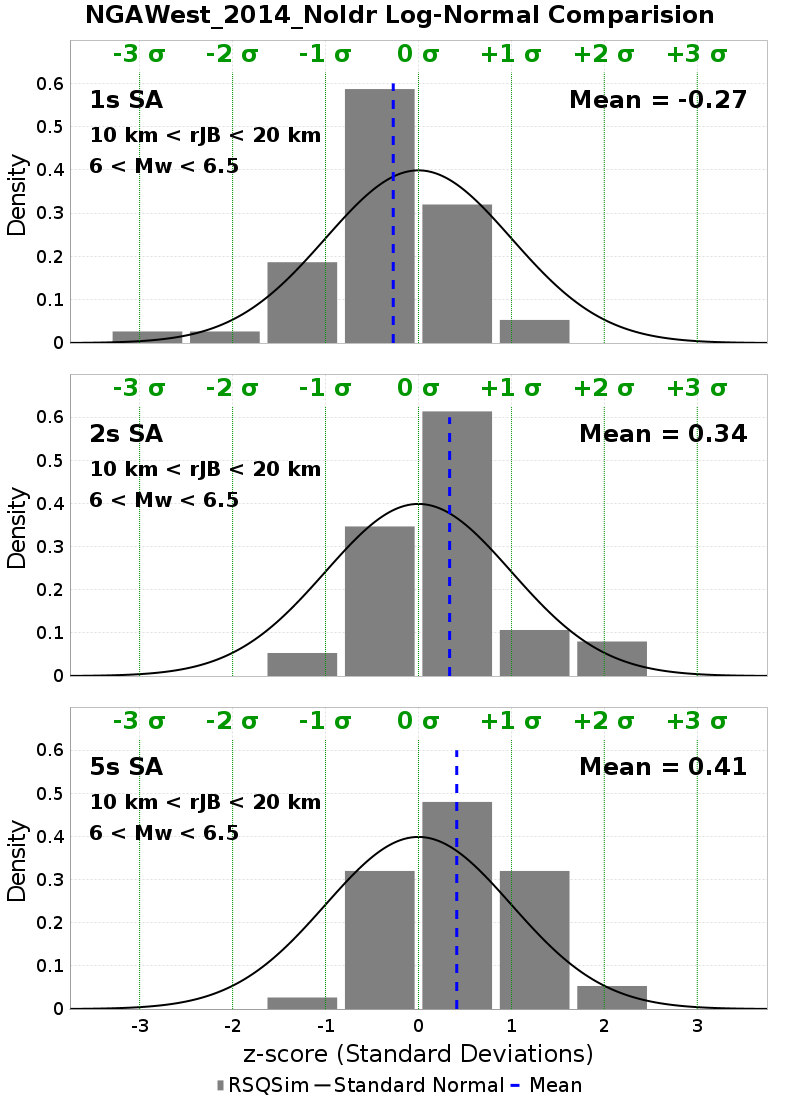 NGAWest_2014_NoIdr Log-Normal Comparision
-3 σ -2 σ -1 σ 0 σ +1 σ +2 σ +3 σ
1s SA Mean = -0.27
10 km < rJB < 20 km
6 < Mw < 6.5
Density
0.6
0.5
0.4
0.3
0.2
0.1
0
-3 σ -2 σ -1 σ 0 σ +1 σ +2 σ +3 σ
2s SA Mean = 0.34
10 km < rJB < 20 km
6 < Mw < 6.5
Density
0.6
0.5
0.4
0.3
0.2
0.1
0
-3 σ -2 σ -1 σ 0 σ +1 σ +2 σ +3 σ
5s SA Mean = 0.41
10 km < rJB < 20 km
6 < Mw < 6.5
Density
0.6
0.5
0.4
0.3
0.2
0.1
0
-3 -2 -1 0 1 2 3
z-score (Standard Deviations)
RSQSim Standard Normal Mean